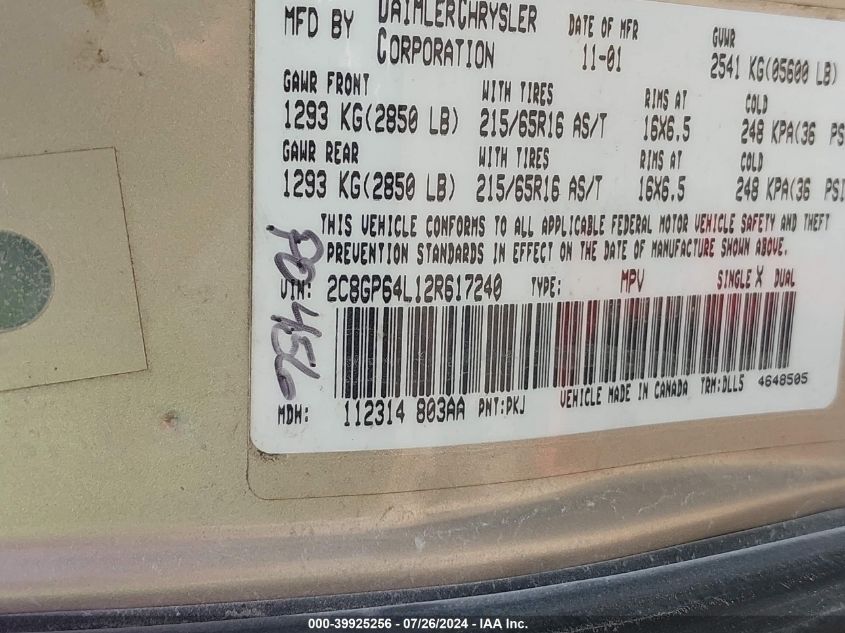 MFD BY DAIMLERCHRYSLER CORPORATION DATE OF MFR 11-01 GVWR 2541 KG(05600 LB)
GAWR FRONT WITH TIRES RIMS AT COLD
1293 KG(2850 LB) 215/65R16 AS/T 16X6.5 248 KPA(36 PSI
GAWR REAR WITH TIRES RIMS AT COLD
1293 KG(2850 LB) 215/65R16 AS/T 16X6.5 248 KPA(36 PSI
THIS VEHICLE CONFORMS TO ALL APPLICABLE FEDERAL MOTOR VEHICLE SAFETY AND THEFT
PREVENTION STANDARDS IN EFFECT ON THE DATE OF MANUFACTURE SHOWN ABOVE.
VIN: 2C8GP64L12R617240 TYPE: MPV SINGLE X DUAL
MDH: 112314 803AA PNT:PKJ VEHICLE MADE IN CANADA TRM:DLL5 4648505
000-39925256 - 07/26/2024 - IAA Inc.